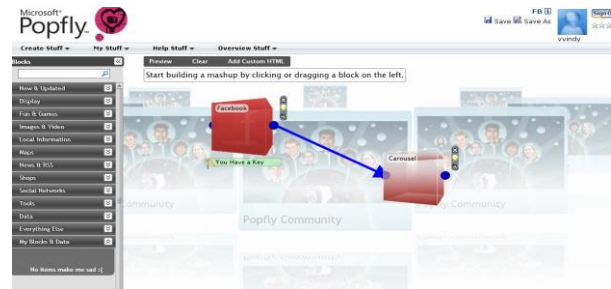 Microsoft®
Popfly
FB
Save Save As
Sign O
vvindy
Create Stuff My Stuff Help Stuff Overview Stuff
Blocks
Preview Clear Add Custom HTML
Start building a mashup by clicking or dragging a block on the left.
New & Updated
Display
Fun & Games
Images & Video
Local Information
Maps
News & RSS
Shops
Social Networks
Tools
Data
Everything Else
My Blocks & Data
No items make me sad :(
Facebook
You Have a Key
Carousel
mmunity
Popfly Community
Popfly Community